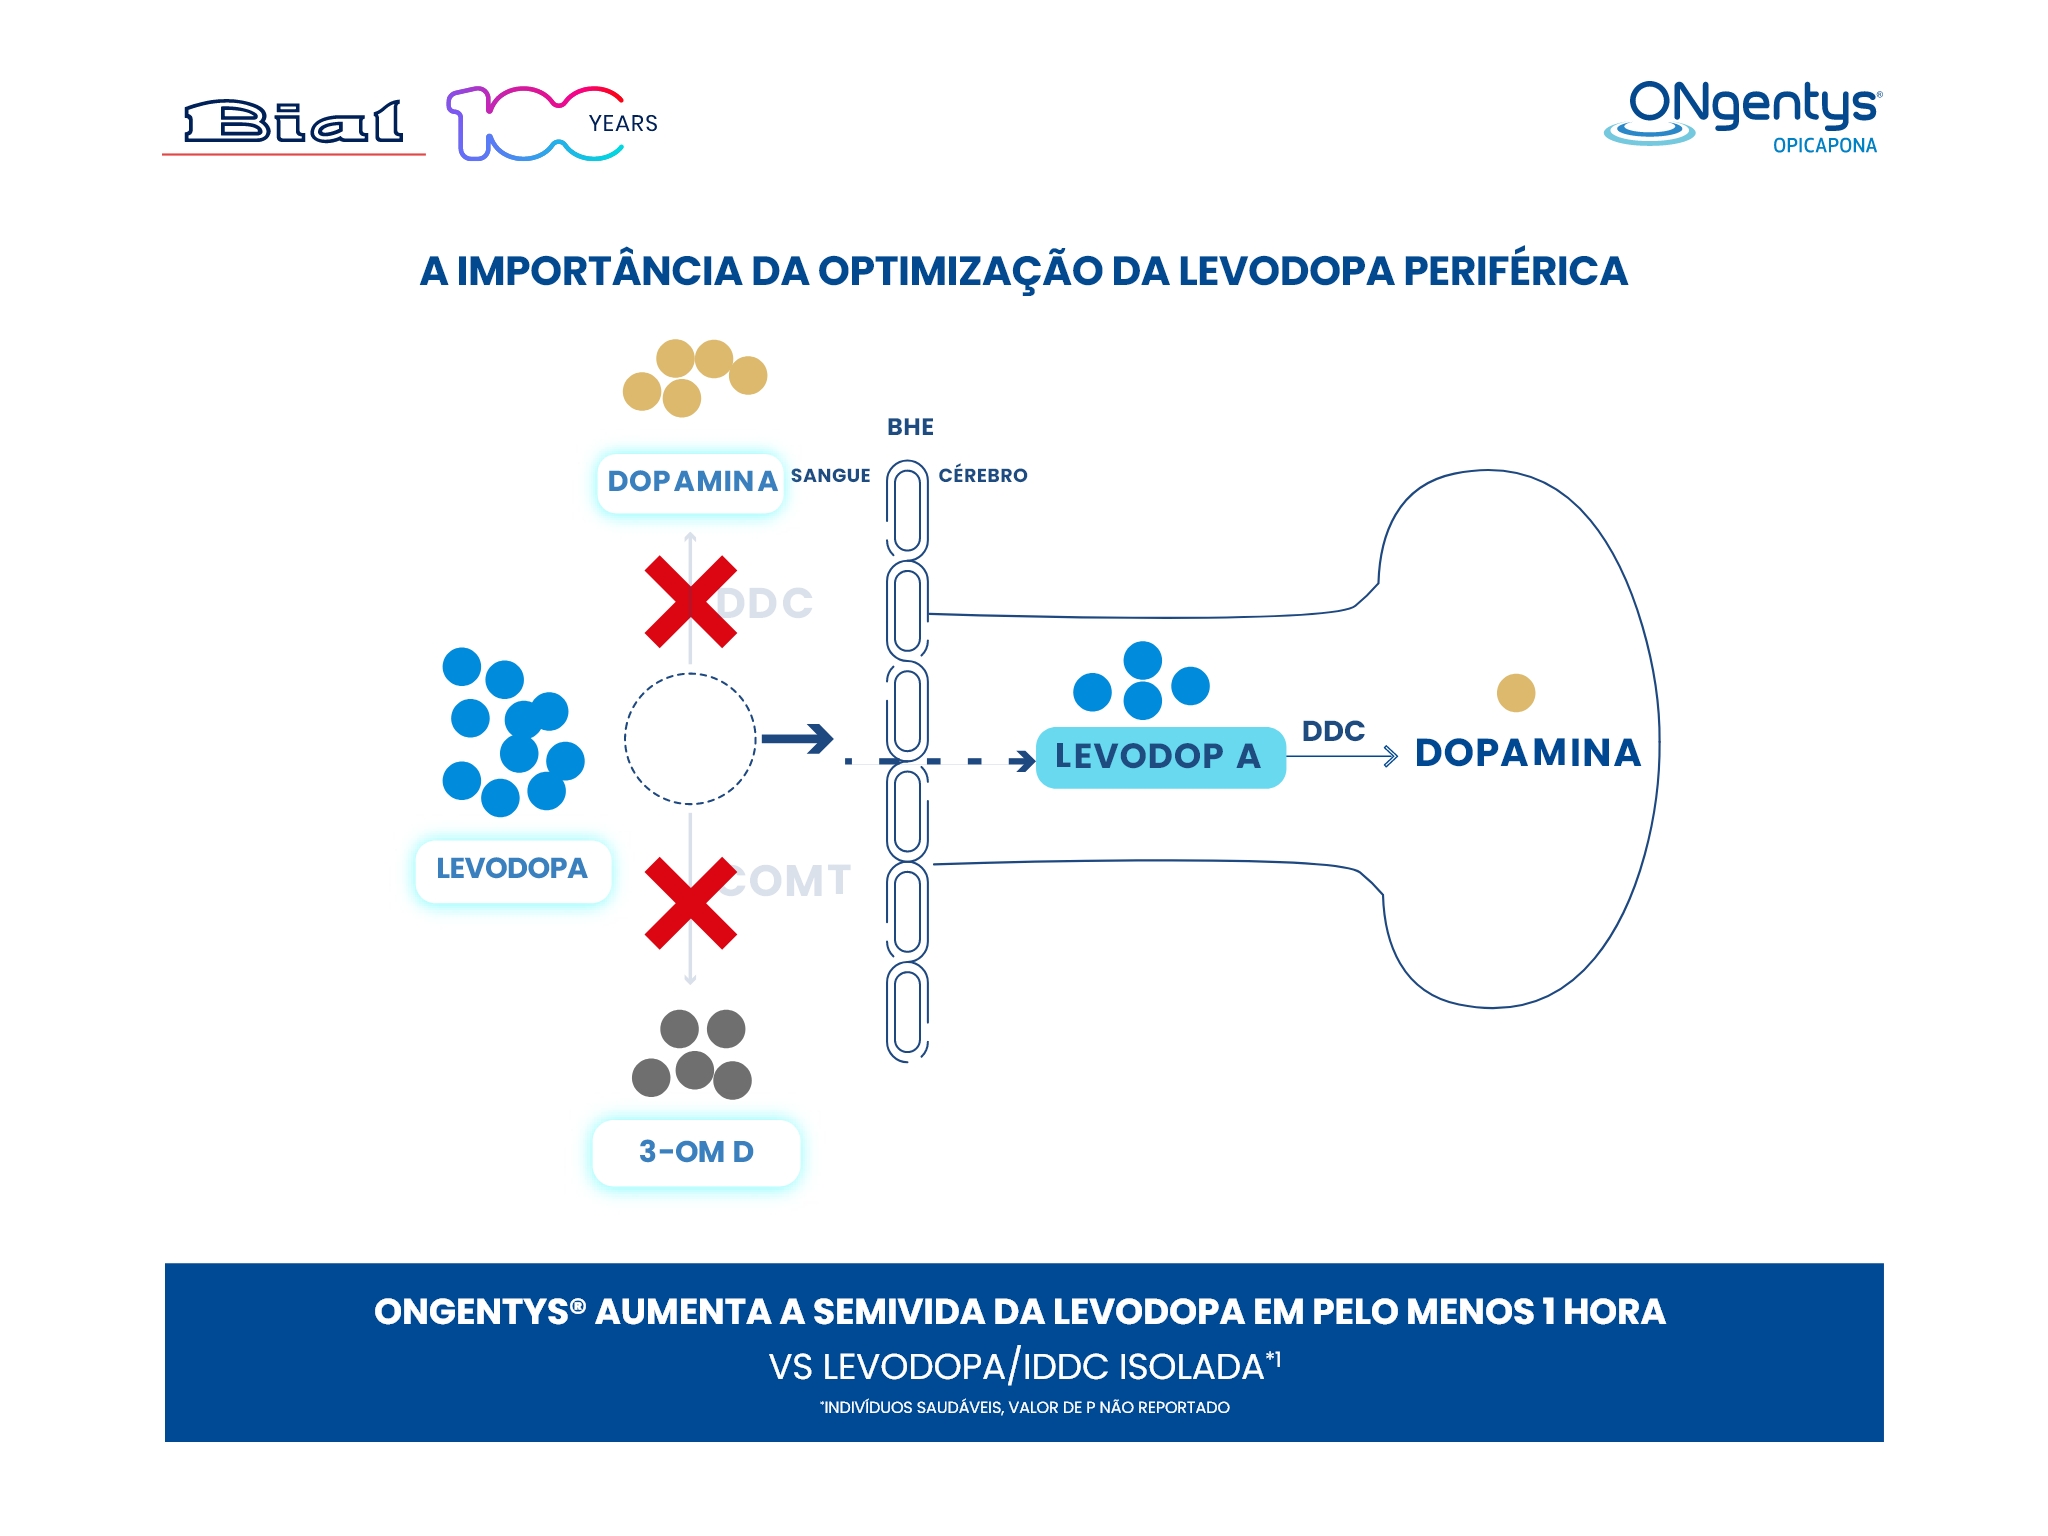 Bial
100 YEARS
ONgentys®
OPICAPONA
A IMPORTÂNCIA DA OPTIMIZAÇÃO DA LEVODOPA PERIFÉRICA
BHE
DOPAMINA
SANGUE
CÉREBRO
DDC
LEVODOPA
DDC
DOPAMINA
LEVODOPA
COMT
3-OMD
ONGENTYS® AUMENTA A SEMIVIDA DA LEVODOPA EM PELO MENOS 1 HORA
VS LEVODOPA/IDDC ISOLADA*1
*INDIVÍDUOS SAUDÁVEIS, VALOR DE P NÃO REPORTADO